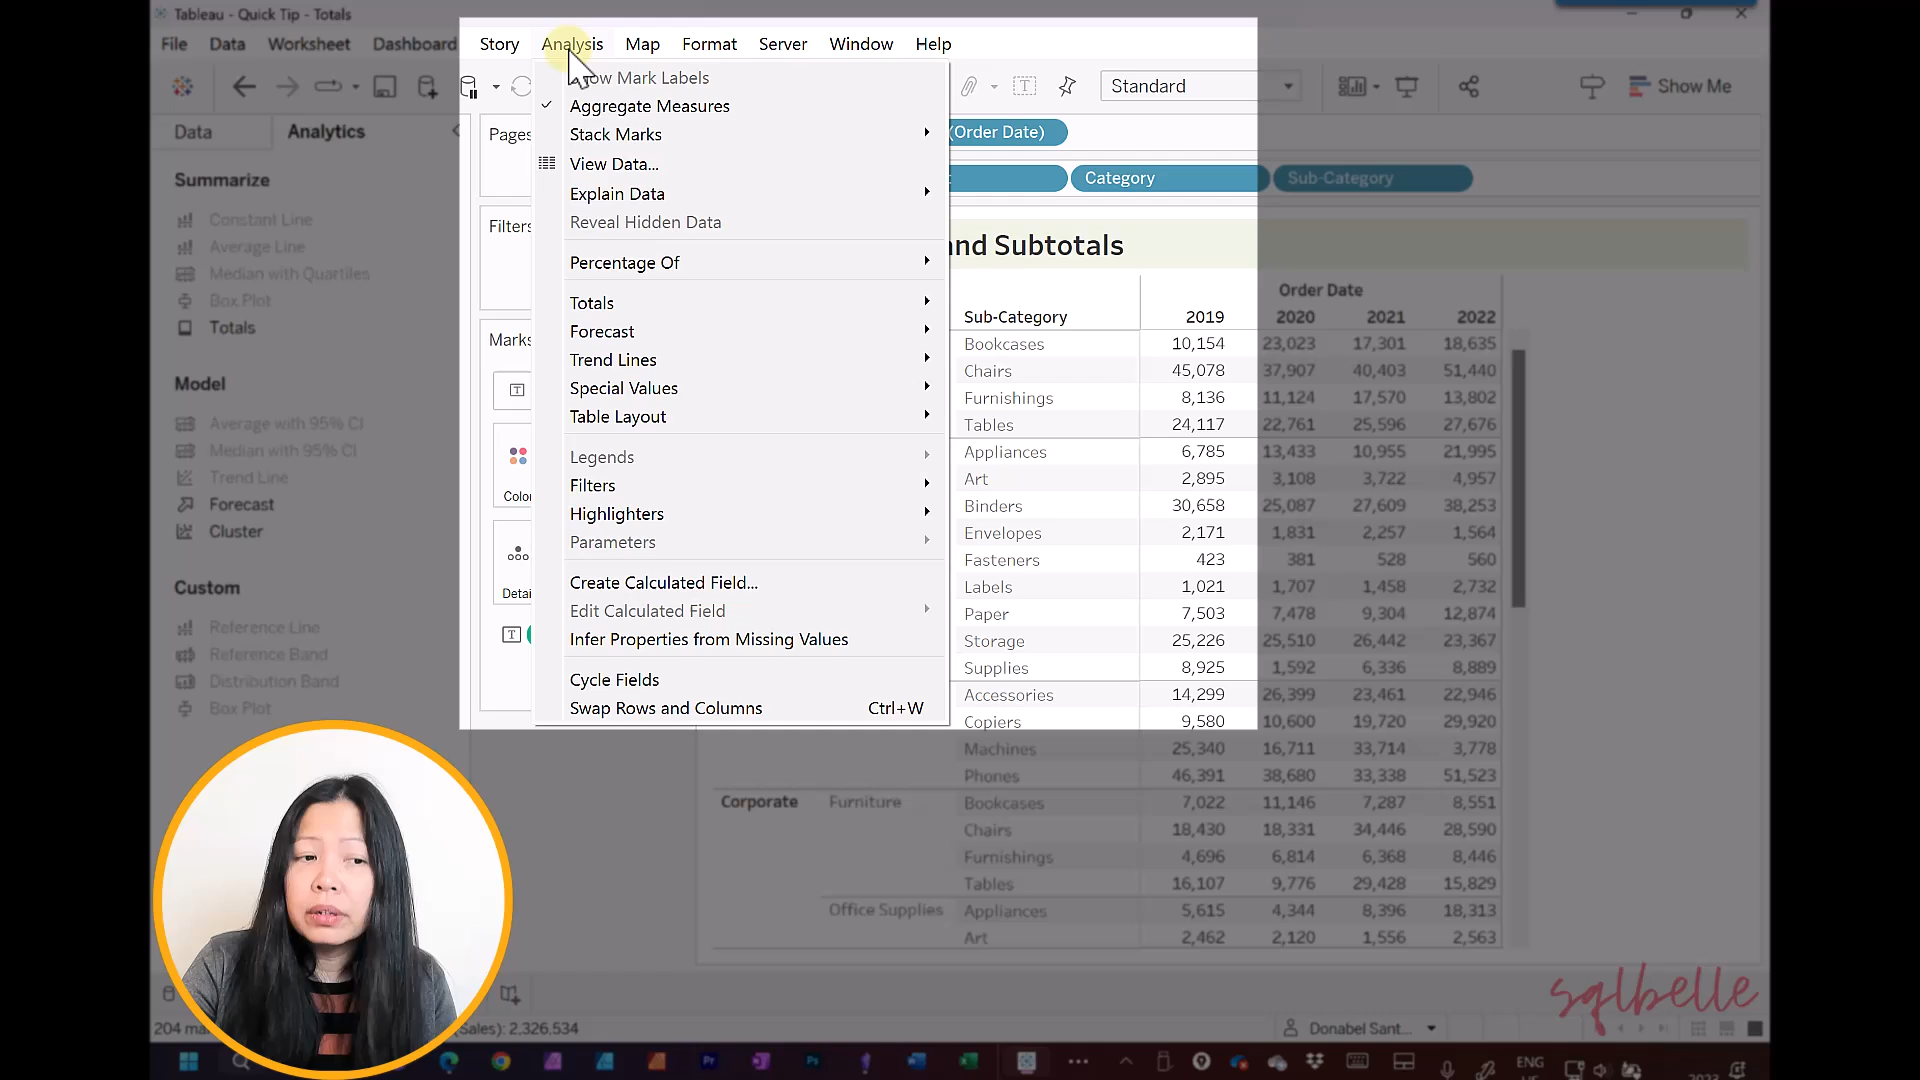 Tableau - Quick Tip - Totals
File Data Worksheet Dashboard Story Analysis Map Format Server Window Help
Standard
Show Me
Data Analytics
Summarize
Constant Line
Average Line
Median with Quartiles
Box Plot
Totals
Model
Average with 95% CI
Median with 95% CI
Trend Line
Forecast
Cluster
Custom
Reference Line
Reference Band
Distribution Band
Box Plot
Pages
Filters
Marks
Color
Detai
Mark Labels
Aggregate Measures
Stack Marks
View Data...
Explain Data
Reveal Hidden Data
Percentage Of
Totals
Forecast
Trend Lines
Special Values
Table Layout
Legends
Filters
Highlighters
Parameters
Create Calculated Field...
Edit Calculated Field
Infer Properties from Missing Values
Cycle Fields
Swap Rows and Columns Ctrl+W
(Order Date)
Category Sub-Category
and Subtotals
Order Date
Sub-Category 2019 2020 2021 2022
Bookcases 10,154 23,023 17,301 18,635
Chairs 45,078 37,907 40,403 51,440
Furnishings 8,136 11,124 17,570 13,802
Tables 24,117 22,761 25,596 27,676
Appliances 6,785 13,433 10,955 21,995
Art 2,895 3,108 3,722 4,957
Binders 30,658 25,087 27,609 38,253
Envelopes 2,171 1,831 2,257 1,564
Fasteners 423 381 528 560
Labels 1,021 1,707 1,458 2,732
Paper 7,503 7,478 9,304 12,874
Storage 25,226 25,510 26,442 23,367
Supplies 8,925 1,592 6,336 8,889
Accessories 14,299 26,399 23,461 22,946
Copiers 9,580 10,600 19,720 29,920
Machines 25,340 16,711 33,714 3,778
Phones 46,391 38,680 33,338 51,523
Corporate Furniture Bookcases 7,022 11,146 7,287 8,551
Chairs 18,430 18,331 34,446 28,590
Furnishings 4,696 6,814 6,368 8,446
Tables 16,107 9,776 29,428 15,829
Office Supplies Appliances 5,615 4,344 8,396 18,313
Art 2,462 2,120 1,556 2,563
sqlbelle
204 ma
Sales): 2,326,534
Donabel Sant...
ENG